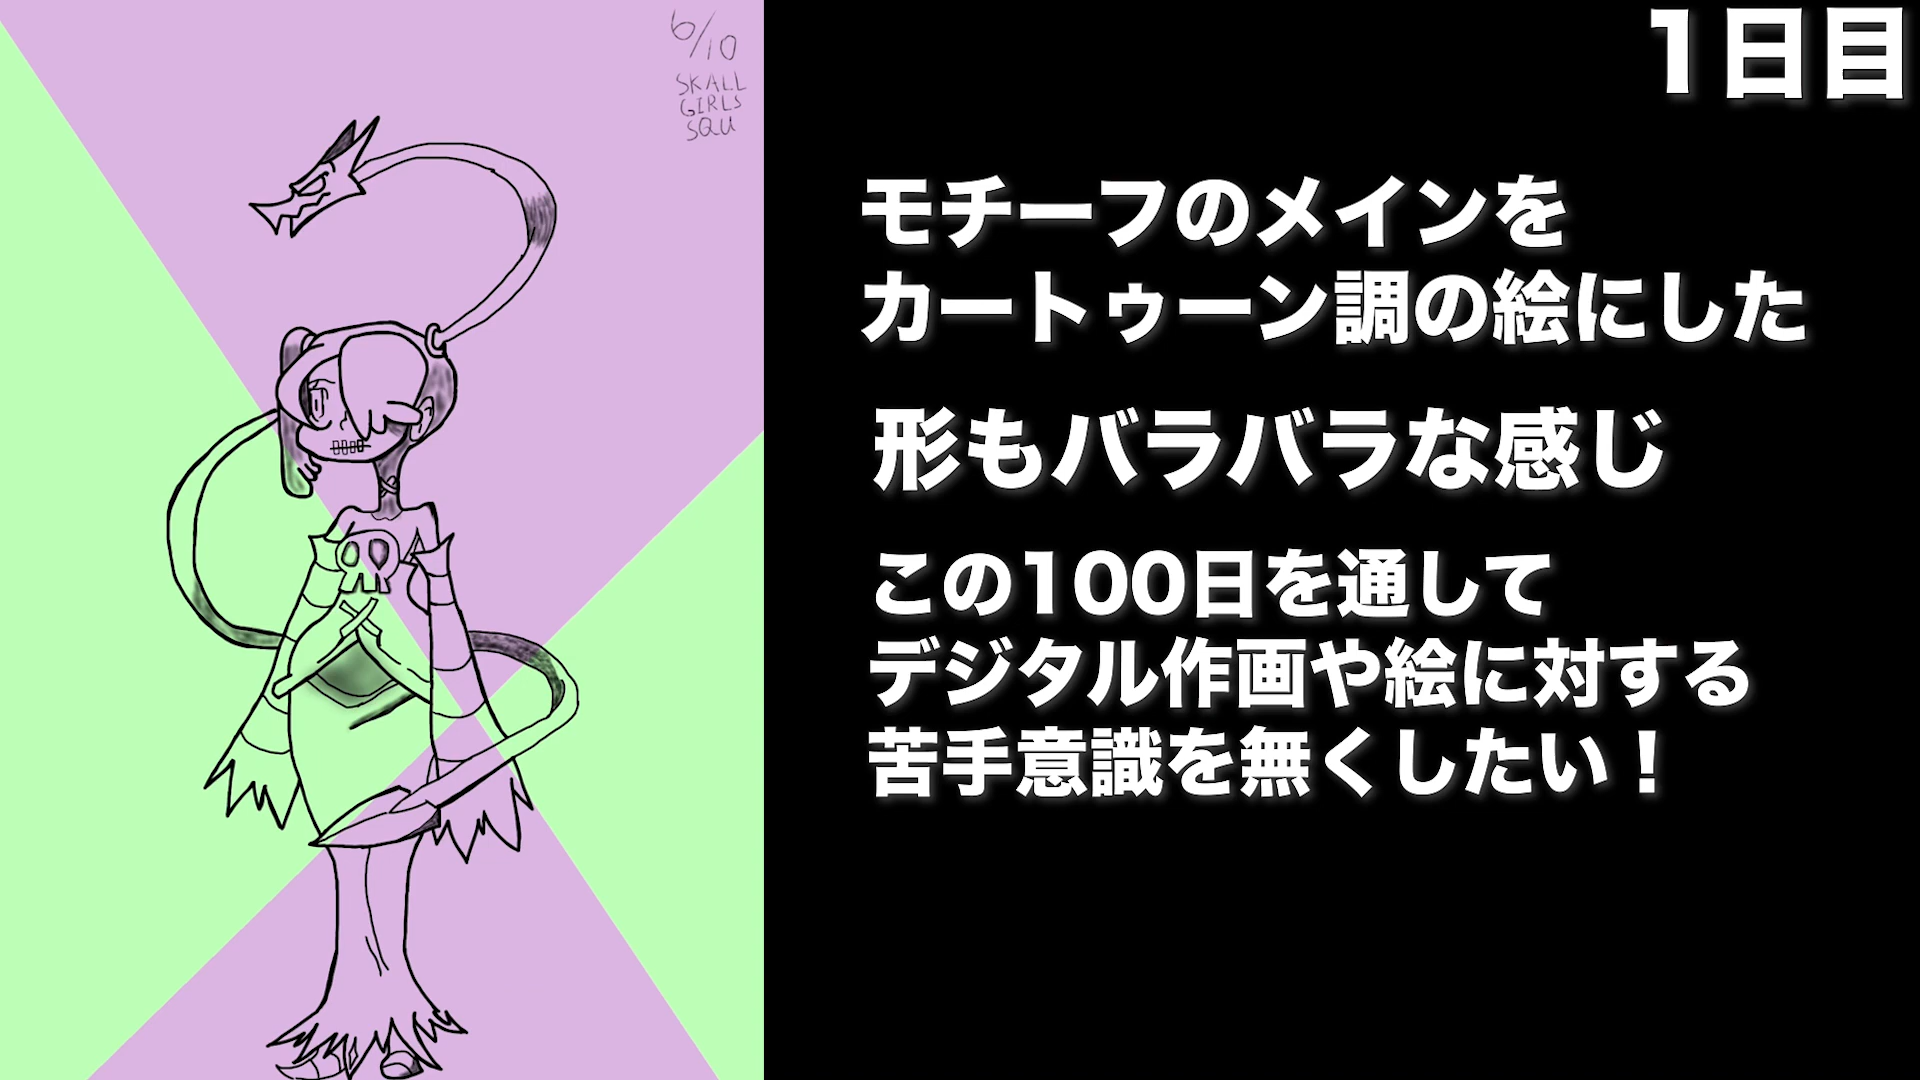 6/10
SKALL
GIRLS
SQU
1日目
モチーフのメインを
カートゥーン調の絵にした
形もバラバラな感じ
この100日を通して
デジタル作画や絵に対する
苦手意識を無くしたい！